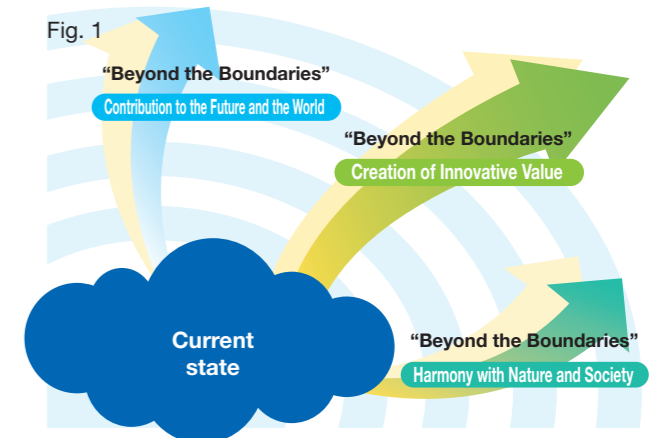 Fig. 1
“Beyond the Boundaries”
Contribution to the Future and the World
“Beyond the Boundaries”
Creation of Innovative Value
“Beyond the Boundaries”
Harmony with Nature and Society
Current
state